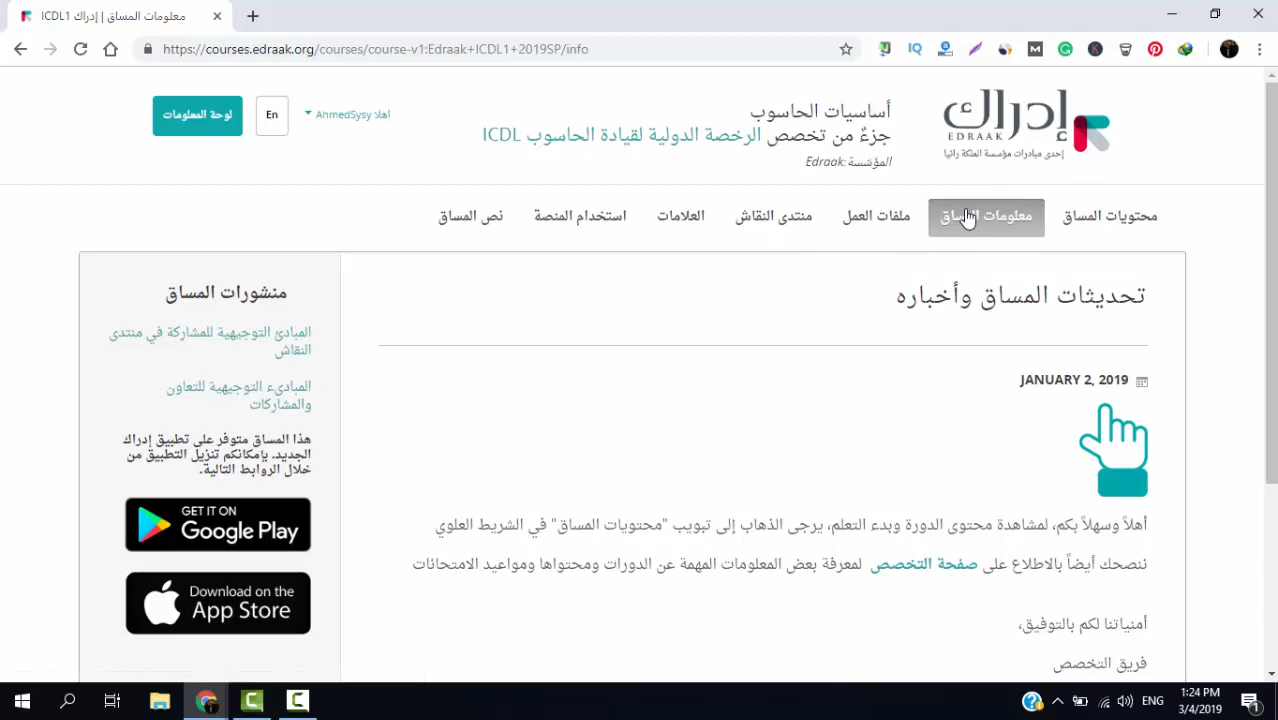 معلومات المساق | إدراك ICDL1
https://courses.edraak.org/courses/course-v1:Edraak+ICDL1+2019SP/info
إدراك
EDRAAK
إحدى مبادرات مؤسسة الملكة رانيا
أساسيات الحاسوب
جزءٌ من تخصص الرخصة الدولية لقيادة الحاسوب ICDL
المؤسّسة: Edraak
اهلا AhmedSysy
En
لوحة المعلومات
محتويات المساق
معلومات المساق
ملفات العمل
منتدى النقاش
العلامات
استخدام المنصة
نص المساق
تحديثات المساق وأخباره
JANUARY 2, 2019
أهلاً وسهلاً بكم، لمشاهدة محتوى الدورة وبدء التعلم، يرجى الذهاب إلى تبويب "محتويات المساق" في الشريط العلوي
ننصحك أيضاً بالاطلاع على صفحة التخصص لمعرفة بعض المعلومات المهمة عن الدورات ومحتواها ومواعيد الامتحانات
أمنياتنا لكم بالتوفيق،
فريق التخصص
منشورات المساق
المبادئ التوجيهية للمشاركة في منتدى
النقاش
المبادىء التوجيهية للتعاون
والمشاركات
هذا المساق متوفر على تطبيق إدراك
الجديد. بإمكانكم تنزيل التطبيق من
خلال الروابط التالية.
GET IT ON
Google Play
Download on the
App Store
ENG
1:24 PM
3/4/2019